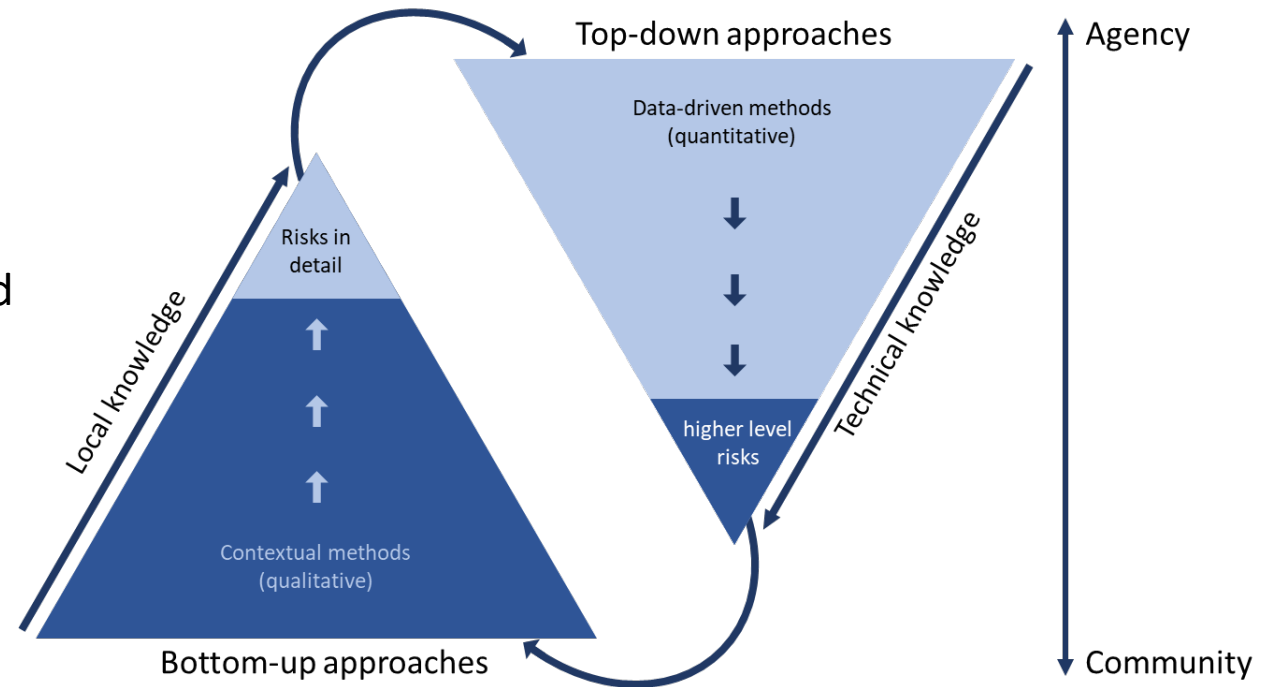 Top-down approaches
Agency
Data-driven methods
(quantitative)
Risks in
detail
d
Local knowledge
Technical knowledge
higher level
risks
Contextual methods
(qualitative)
Bottom-up approaches
Community